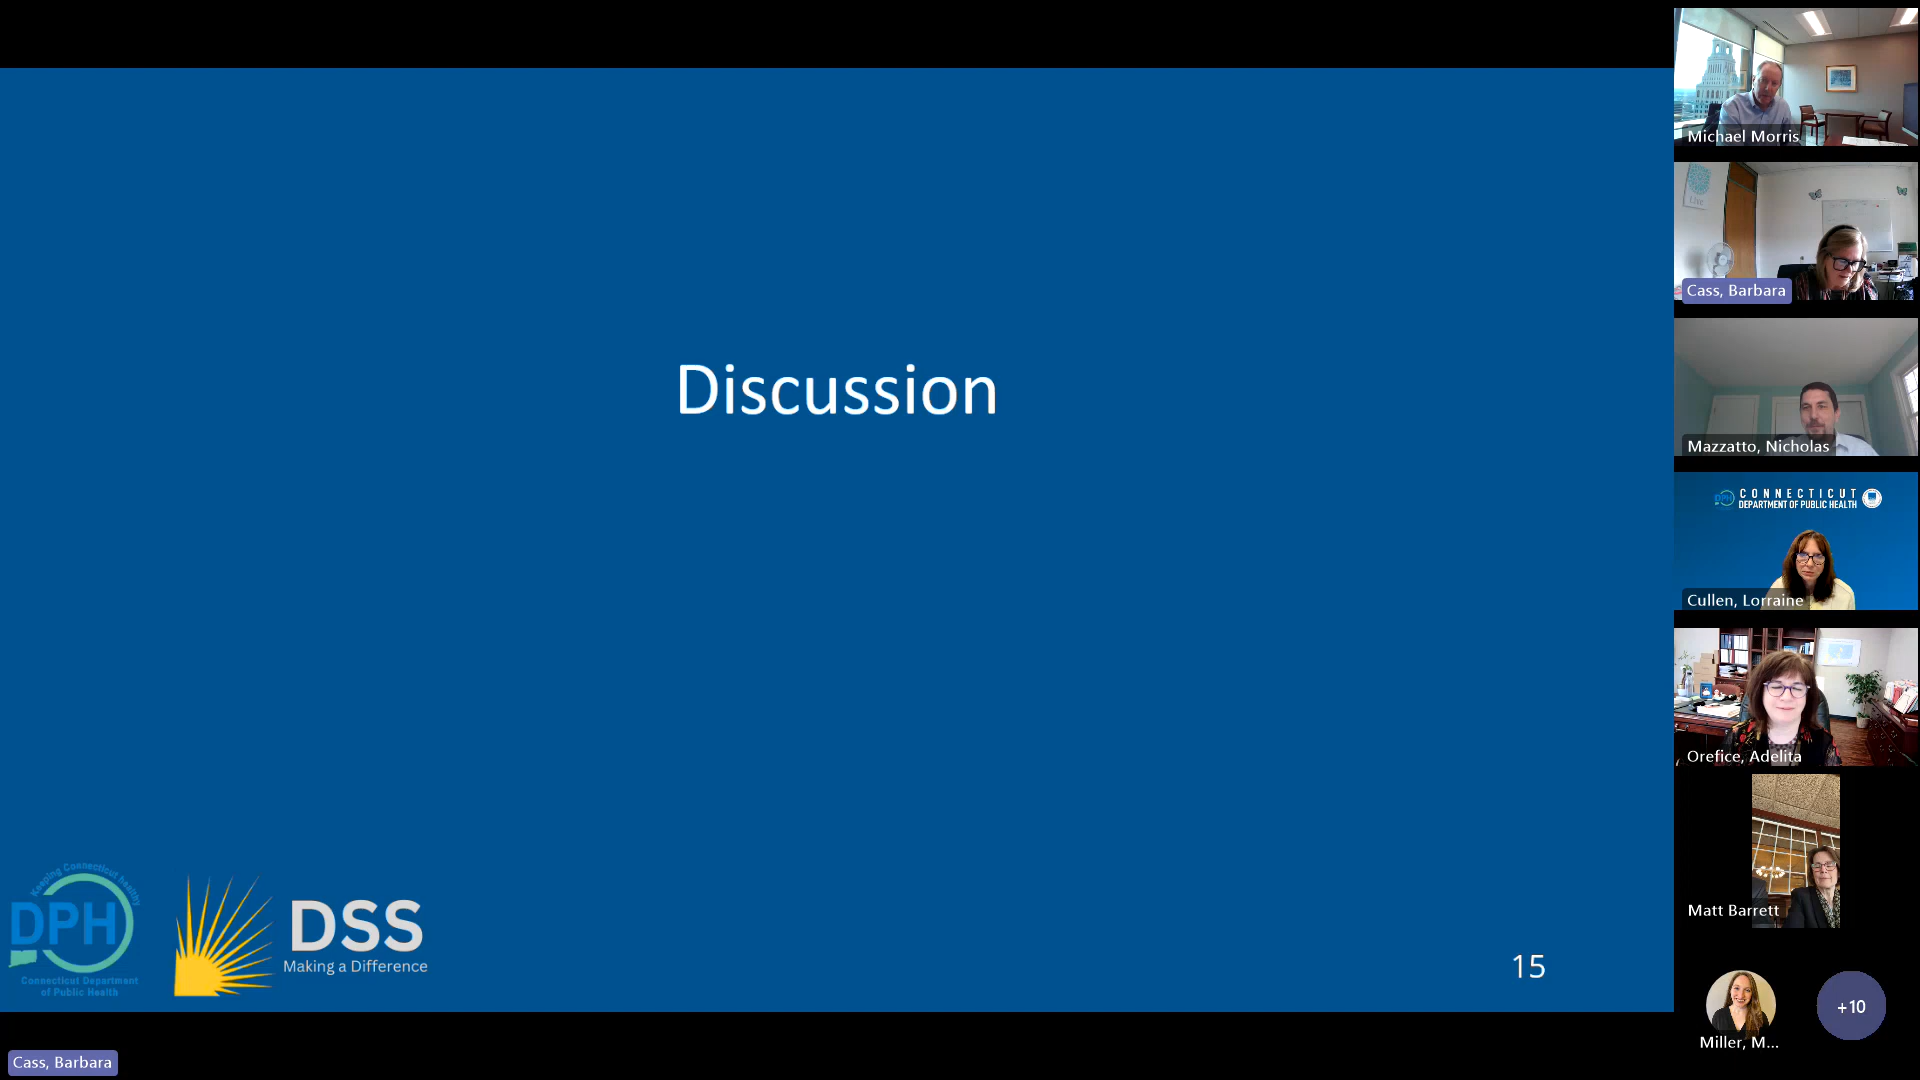 Discussion
Keeping Connecticut healthy
DPH
Connecticut Department
of Public Health
DSS
Making a Difference
15
Cass, Barbara
Michael Morris
Cass, Barbara
Mazzatto, Nicholas
DPH
CONNECTICUT
DEPARTMENT OF PUBLIC HEALTH
Cullen, Lorraine
Orefice, Adelita
Matt Barrett
Miller, M...
+10